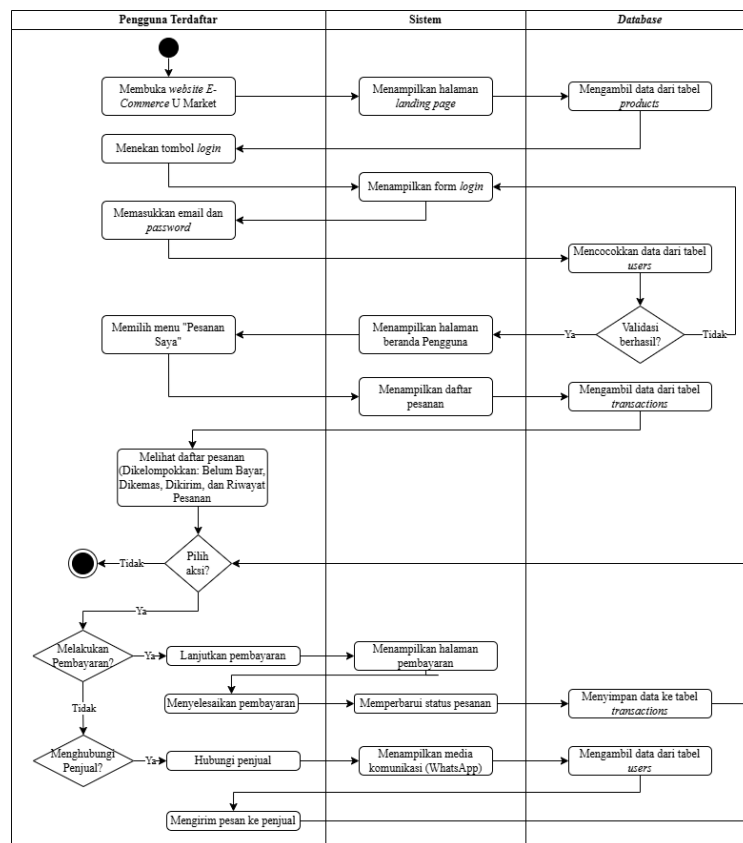 Pengguna Terdaftar
Sistem
Database
Membuka website E-
Commerce U Market
Menampilkan halaman
landing page
Mengambil data dari tabel
products
Menekan tombol login
Menampilkan form login
Memasukkan email dan
password
Mencocokkan data dari tabel
users
Memilih menu "Pesanan
Saya"
Menampilkan halaman
beranda Pengguna
Ya
Validasi
berhasil?
Tidak
Menampilkan daftar
pesanan
Mengambil data dari tabel
transactions
Melihat daftar pesanan
(Dikelompokkan: Belum Bayar,
Dikemas, Dikirim, dan Riwayat
Pesanan
Tidak
Pilih
aksi?
Ya
Melakukan
Pembayaran?
Ya
Lanjutkan pembayaran
Menampilkan halaman
pembayaran
Tidak
Menyelesaikan pembayaran
Memperbarui status pesanan
Menyimpan data ke tabel
transactions
Menghubungi
Penjual?
Ya
Hubungi penjual
Menampilkan media
komunikasi (WhatsApp)
Mengambil data dari tabel
users
Mengirim pesan ke penjual